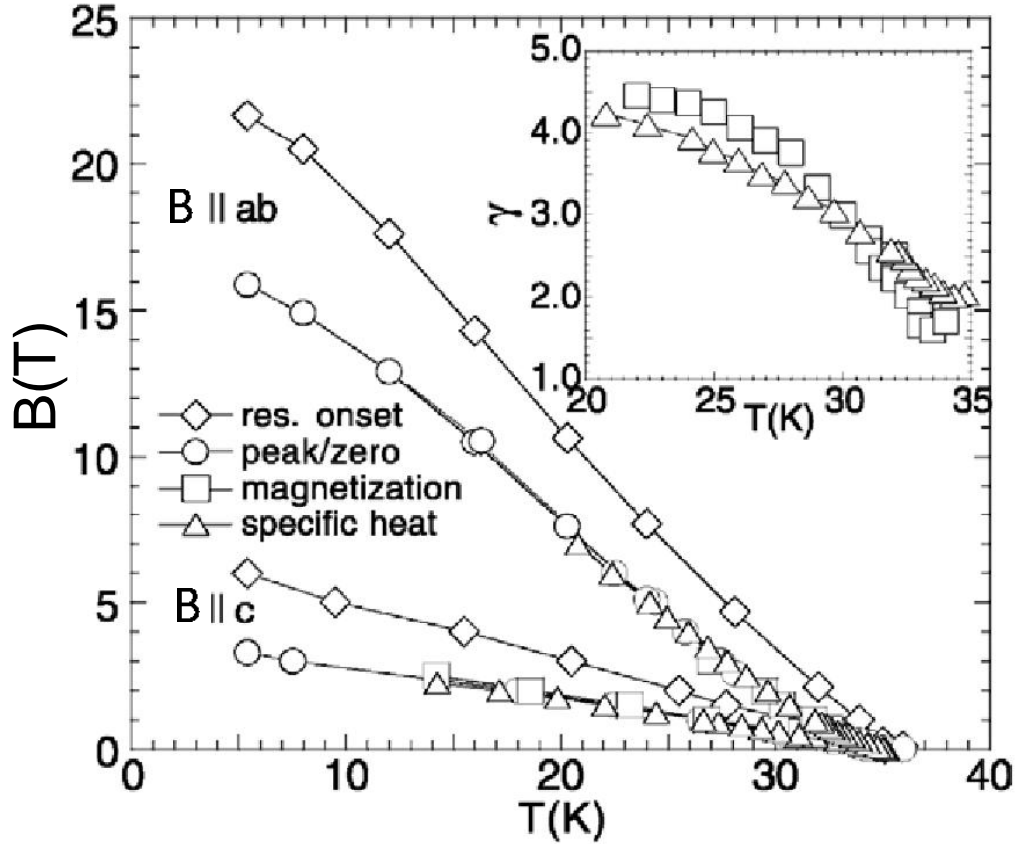 25
20
15
10
5
0
B(T)
0
10
20
30
40
T(K)
B || ab
B || c
res. onset
peak/zero
magnetization
specific heat
5.0
4.0
3.0
2.0
1.0
γ
20
25
30
35
T(K)